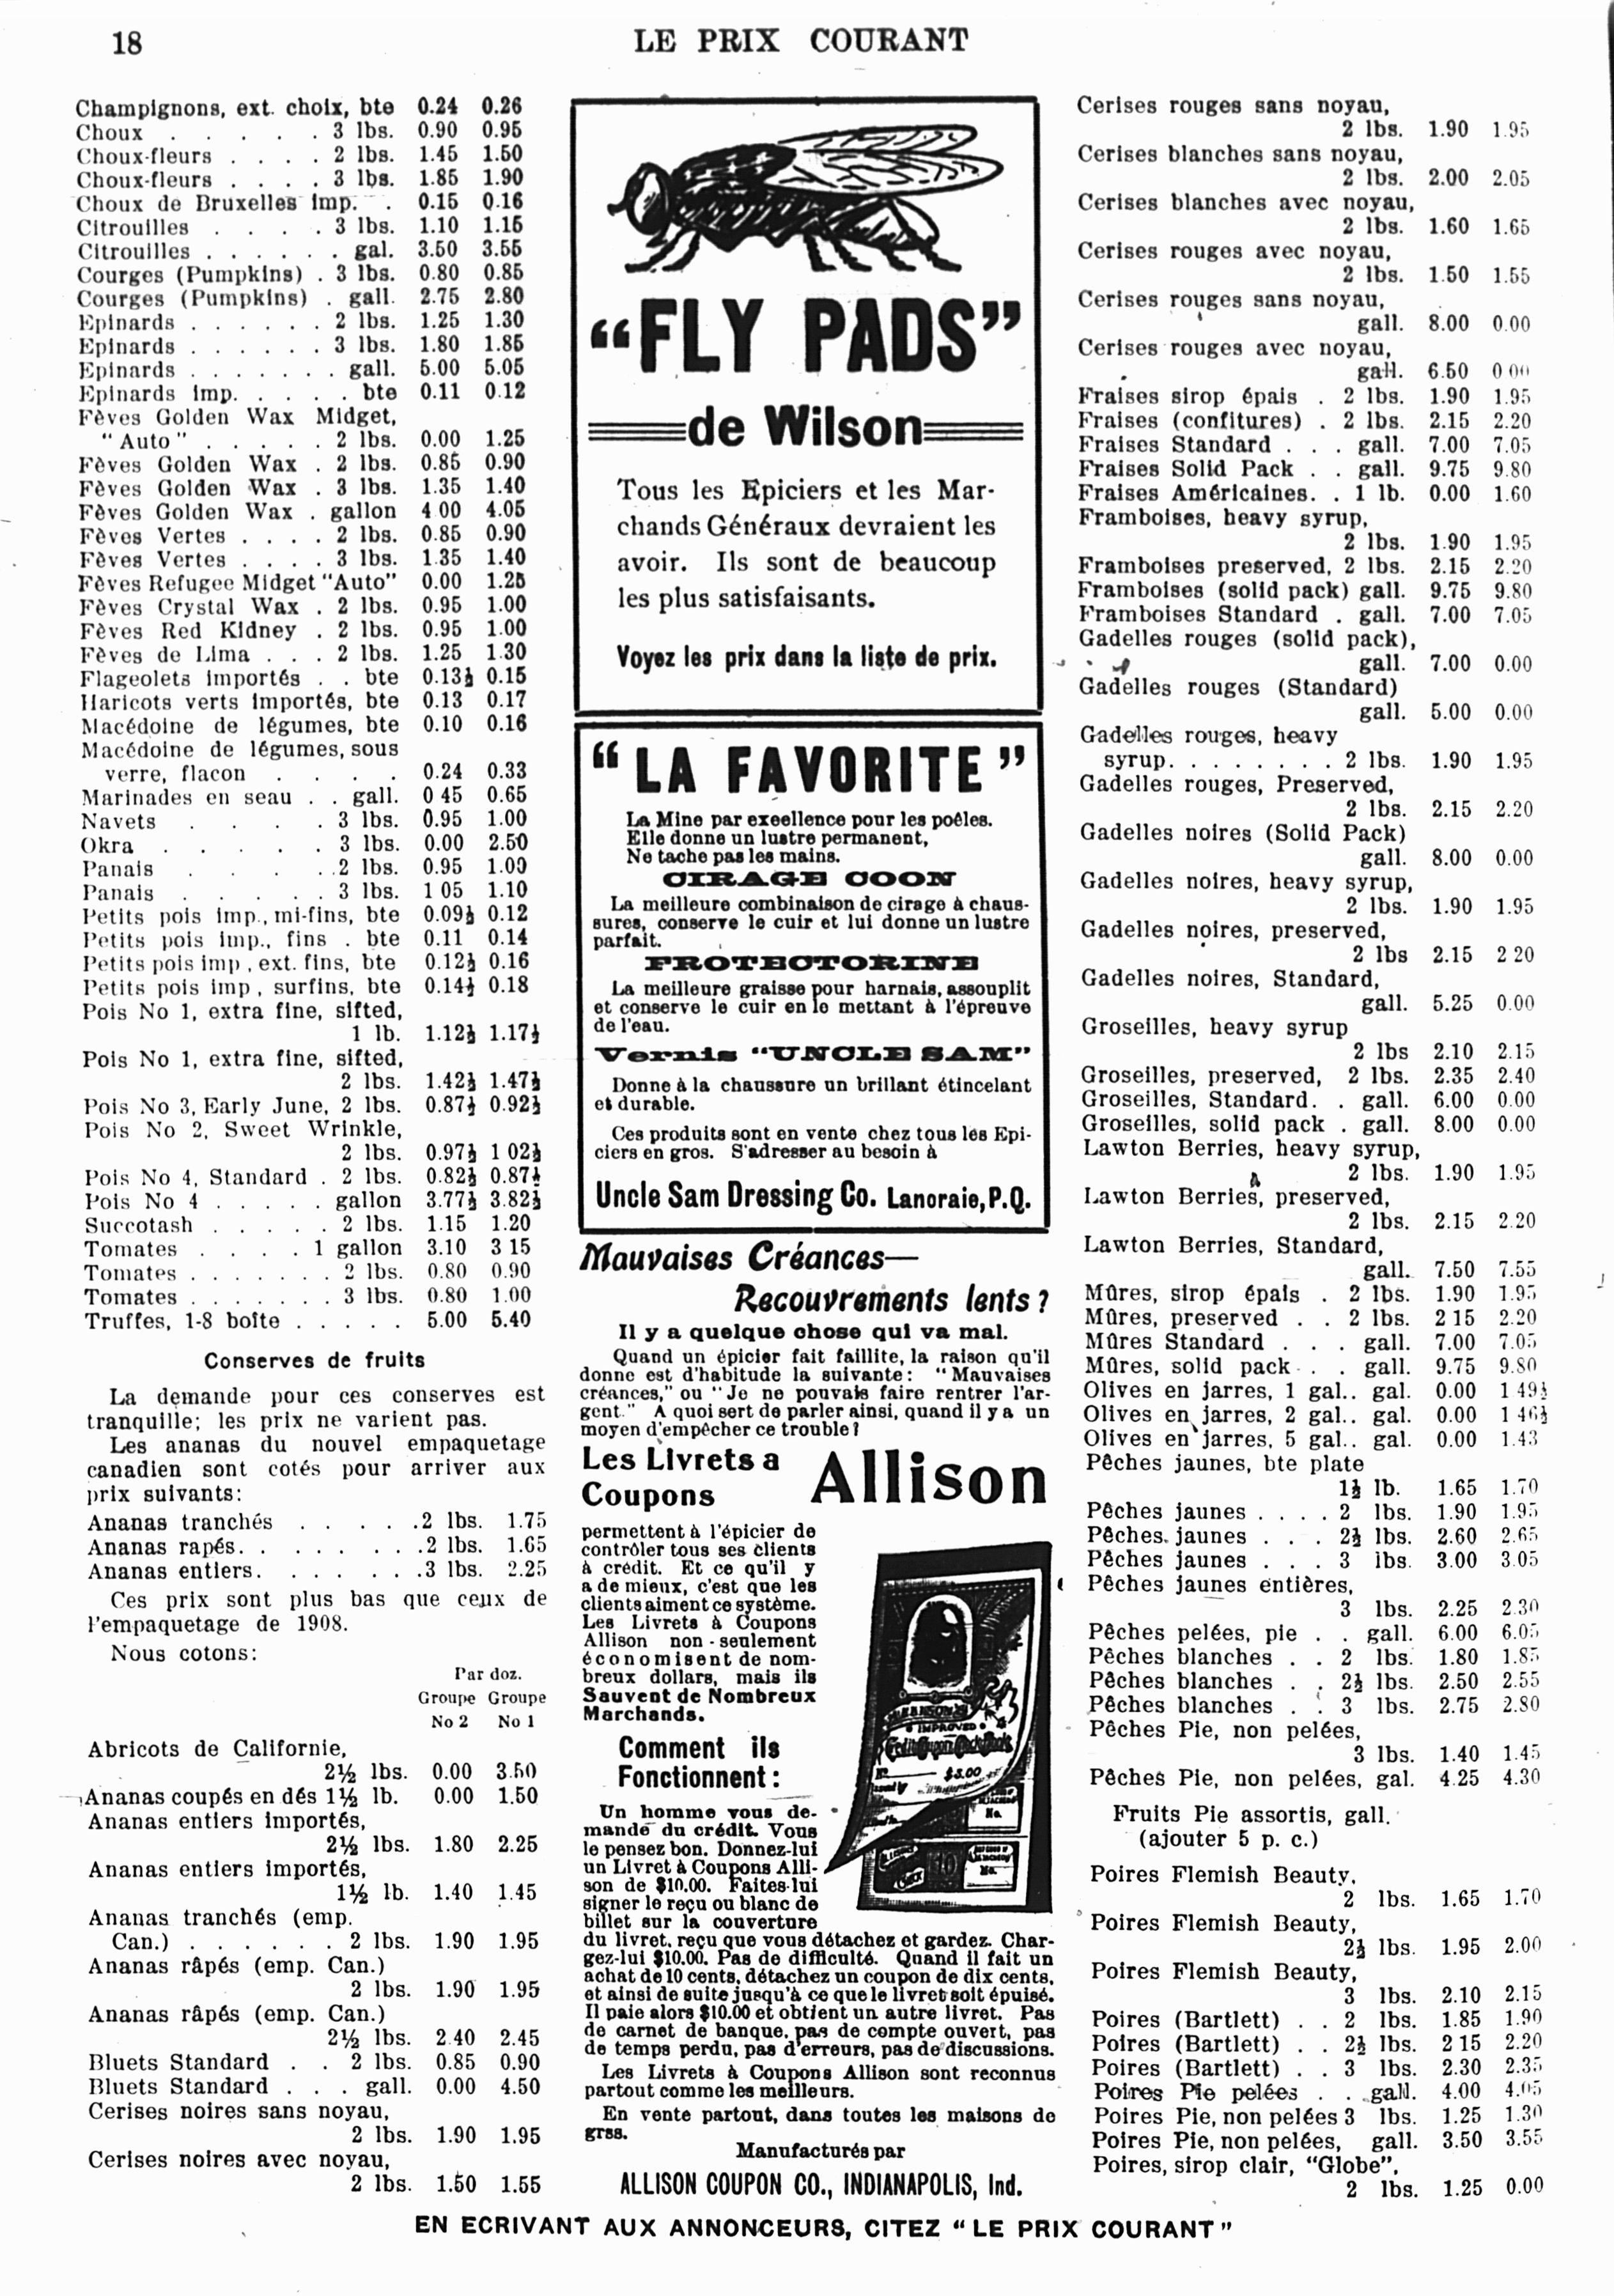 18
LE PRIX COURANT
Champignons, ext. choix, bte 0.24 0.26
Choux . . . . . 3 lbs. 0.90 0.95
Choux-fleurs . . . . 2 lbs. 1.45 1.50
Choux-fleurs . . . . 3 lbs. 1.85 1.90
Choux de Bruxelles imp. . 0.15 0.16
Citrouilles . . . . 3 lbs. 1.10 1.15
Citrouilles . . . . . . gal. 3.50 3.55
Courges (Pumpkins) . 3 lbs. 0.80 0.85
Courges (Pumpkins) . gall. 2.75 2.80
Epinards . . . . . . 2 lbs. 1.25 1.30
Epinards . . . . . . 3 lbs. 1.80 1.85
Epinards . . . . . . . gall. 5.00 5.05
Epinards imp. . . . . bte 0.11 0.12
Fèves Golden Wax Midget,
"Auto" . . . . . 2 lbs. 0.00 1.25
Fèves Golden Wax . 2 lbs. 0.85 0.90
Fèves Golden Wax . 3 lbs. 1.35 1.40
Fèves Golden Wax . gallon 4 00 4.05
Fèves Vertes . . . . 2 lbs. 0.85 0.90
Fèves Vertes . . . . 3 lbs. 1.35 1.40
Fèves Refugee Midget "Auto" 0.00 1.25
Fèves Crystal Wax . 2 lbs. 0.95 1.00
Fèves Red Kidney . 2 lbs. 0.95 1.00
Fèves de Lima . . . 2 lbs. 1.25 1.30
Flageolets importés . . bte 0.13½ 0.15
Haricots verts importés, bte 0.13 0.17
Macédoine de légumes, bte 0.10 0.16
Macédoine de légumes, sous
verre, flacon . . . . 0.24 0.33
Marinades en seau . . gall. 0 45 0.65
Navets . . . . 3 lbs. 0.95 1.00
Okra . . . . . 3 lbs. 0.00 2.50
Panais . . . . 2 lbs. 0.95 1.00
Panais . . . . . 3 lbs. 1 05 1.10
Petits pois imp., mi-fins, bte 0.09½ 0.12
Petits pois imp., fins . bte 0.11 0.14
Petits pois imp , ext. fins, bte 0.12½ 0.16
Petits pois imp , surfins, bte 0.14½ 0.18
Pois No 1, extra fine, sifted,
1 lb. 1.12½ 1.17½
Pois No 1, extra fine, sifted,
2 lbs. 1.42½ 1.47½
Pois No 3, Early June, 2 lbs. 0.87½ 0.92½
Pois No 2, Sweet Wrinkle,
2 lbs. 0.97½ 1 02½
Pois No 4, Standard . 2 lbs. 0.82½ 0.87½
Pois No 4 . . . . . gallon 3.77½ 3.82½
Succotash . . . . . 2 lbs. 1.15 1.20
Tomates . . . . 1 gallon 3.10 3 15
Tomates . . . . . . . 2 lbs. 0.80 0.90
Tomates . . . . . . . 3 lbs. 0.80 1.00
Truffes, 1-8 boîte . . . . . 5.00 5.40
Conserves de fruits
La demande pour ces conserves est
tranquille; les prix ne varient pas.
Les ananas du nouvel empaquetage
canadien sont cotés pour arriver aux
prix suivants:
Ananas tranchés . . . . .2 lbs. 1.75
Ananas rapés. . . . . . .2 lbs. 1.65
Ananas entiers. . . . . . .3 lbs. 2.25
Ces prix sont plus bas que ceux de
l'empaquetage de 1908.
Nous cotons:
Par doz.
Groupe Groupe
No 2 No 1
Abricots de Californie,
2½ lbs. 0.00 3.50
Ananas coupés en dés 1½ lb. 0.00 1.50
Ananas entiers importés,
2½ lbs. 1.80 2.25
Ananas entiers importés,
1½ lb. 1.40 1.45
Ananas tranchés (emp.
Can.) . . . . . . 2 lbs. 1.90 1.95
Ananas râpés (emp. Can.)
2 lbs. 1.90 1.95
Ananas râpés (emp. Can.)
2½ lbs. 2.40 2.45
Bluets Standard . . 2 lbs. 0.85 0.90
Bluets Standard . . . gall. 0.00 4.50
Cerises noires sans noyau,
2 lbs. 1.90 1.95
Cerises noires avec noyau,
2 lbs. 1.50 1.55
"FLY PADS"
de Wilson
Tous les Epiciers et les Mar-
chands Généraux devraient les
avoir. Ils sont de beaucoup
les plus satisfaisants.
Voyez les prix dans la liste de prix.
"LA FAVORITE"
La Mine par exeellence pour les poêles.
Elle donne un lustre permanent,
Ne tache pas les mains.
CIRAGE COON
La meilleure combinaison de cirage à chaus-
sures, conserve le cuir et lui donne un lustre
parfait.
PROTECTORINE
La meilleure graisse pour harnais, assouplit
et conserve le cuir en le mettant à l'épreuve
de l'eau.
Vernis "UNCLE SAM"
Donne à la chaussure un brillant étincelant
et durable.
Ces produits sont en vente chez tous les Epi-
ciers en gros. S'adresser au besoin à
Uncle Sam Dressing Co. Lanoraie, P.Q.
Mauvaises Créances—
Recouvrements lents ?
Il y a quelque chose qui va mal.
Quand un épicier fait faillite, la raison qu'il
donne est d'habitude la suivante: "Mauvaises
créances," ou "Je ne pouvais faire rentrer l'ar-
gent." A quoi sert de parler ainsi, quand il y a un
moyen d'empêcher ce trouble?
Les Livrets a
Coupons
Allison
permettent à l'épicier de
contrôler tous ses clients
à crédit. Et ce qu'il y
a de mieux, c'est que les
clients aiment ce système.
Les Livrets à Coupons
Allison non-seulement
économisent de nom-
breux dollars, mais ils
Sauvent de Nombreux
Marchands.
Comment ils
Fonctionnent:
Un homme vous de-
mande du crédit. Vous
le pensez bon. Donnez-lui
un Livret à Coupons Alli-
son de $10.00. Faites-lui
signer le reçu ou blanc de
billet sur la couverture
du livret, reçu que vous détachez et gardez. Char-
gez-lui $10.00. Pas de difficulté. Quand il fait un
achat de 10 cents, détachez un coupon de dix cents,
et ainsi de suite jusqu'à ce que le livret soit épuisé.
Il paie alors $10.00 et obtient un autre livret. Pas
de carnet de banque, pas de compte ouvert, pas
de temps perdu, pas d'erreurs, pas de discussions.
Les Livrets à Coupons Allison sont reconnus
partout comme les meilleurs.
En vente partout, dans toutes les maisons de
grss.
Manufacturés par
ALLISON COUPON CO., INDIANAPOLIS, Ind.
IMPROVED
$5.00
No.
10
Cerises rouges sans noyau,
2 lbs. 1.90 1.95
Cerises blanches sans noyau,
2 lbs. 2.00 2.05
Cerises blanches avec noyau,
2 lbs. 1.60 1.65
Cerises rouges avec noyau,
2 lbs. 1.50 1.55
Cerises rouges sans noyau,
gall. 8.00 0.00
Cerises rouges avec noyau,
gall. 6.50 0 00
Fraises sirop épais . 2 lbs. 1.90 1.95
Fraises (confitures) . 2 lbs. 2.15 2.20
Fraises Standard . . . gall. 7.00 7.05
Fraises Solid Pack . . gall. 9.75 9.80
Fraises Américaines. . 1 lb. 0.00 1.60
Framboises, heavy syrup,
2 lbs. 1.90 1.95
Framboises preserved, 2 lbs. 2.15 2.20
Framboises (solid pack) gall. 9.75 9.80
Framboises Standard . gall. 7.00 7.05
Gadelles rouges (solid pack),
gall. 7.00 0.00
Gadelles rouges (Standard)
gall. 5.00 0.00
Gadelles rouges, heavy
syrup. . . . . . . . 2 lbs. 1.90 1.95
Gadelles rouges, Preserved,
2 lbs. 2.15 2.20
Gadelles noires (Solid Pack)
gall. 8.00 0.00
Gadelles noires, heavy syrup,
2 lbs. 1.90 1.95
Gadelles noires, preserved,
2 lbs 2.15 2 20
Gadelles noires, Standard,
gall. 5.25 0.00
Groseilles, heavy syrup
2 lbs 2.10 2.15
Groseilles, preserved, 2 lbs. 2.35 2.40
Groseilles, Standard. . gall. 6.00 0.00
Groseilles, solid pack . gall. 8.00 0.00
Lawton Berries, heavy syrup,
2 lbs. 1.90 1.95
Lawton Berries, preserved,
2 lbs. 2.15 2.20
Lawton Berries, Standard,
gall. 7.50 7.55
Mûres, sirop épais . 2 lbs. 1.90 1.95
Mûres, preserved . . 2 lbs. 2 15 2.20
Mûres Standard . . . gall. 7.00 7.05
Mûres, solid pack . . gall. 9.75 9.80
Olives en jarres, 1 gal.. gal. 0.00 1 49½
Olives en jarres, 2 gal.. gal. 0.00 1 46½
Olives en jarres, 5 gal.. gal. 0.00 1.43
Pêches jaunes, bte plate
1½ lb. 1.65 1.70
Pêches jaunes . . . . 2 lbs. 1.90 1.95
Pêches jaunes . . . 2½ lbs. 2.60 2.65
Pêches jaunes . . . 3 lbs. 3.00 3.05
Pêches jaunes entières,
3 lbs. 2.25 2.30
Pêches pelées, pie . . gall. 6.00 6.05
Pêches blanches . . 2 lbs. 1.80 1.85
Pêches blanches . . 2½ lbs. 2.50 2.55
Pêches blanches . . 3 lbs. 2.75 2.80
Pêches Pie, non pelées,
3 lbs. 1.40 1.45
Pêches Pie, non pelées, gal. 4.25 4.30
Fruits Pie assortis, gall.
(ajouter 5 p. c.)
Poires Flemish Beauty,
2 lbs. 1.65 1.70
Poires Flemish Beauty,
2½ lbs. 1.95 2.00
Poires Flemish Beauty,
3 lbs. 2.10 2.15
Poires (Bartlett) . . 2 lbs. 1.85 1.90
Poires (Bartlett) . . 2½ lbs. 2 15 2.20
Poires (Bartlett) . . 3 lbs. 2.30 2.35
Poires Pie pelées . . gall. 4.00 4.05
Poires Pie, non pelées 3 lbs. 1.25 1.30
Poires Pie, non pelées, gall. 3.50 3.55
Poires, sirop clair, "Globe",
2 lbs. 1.25 0.00
EN ECRIVANT AUX ANNONCEURS, CITEZ "LE PRIX COURANT"